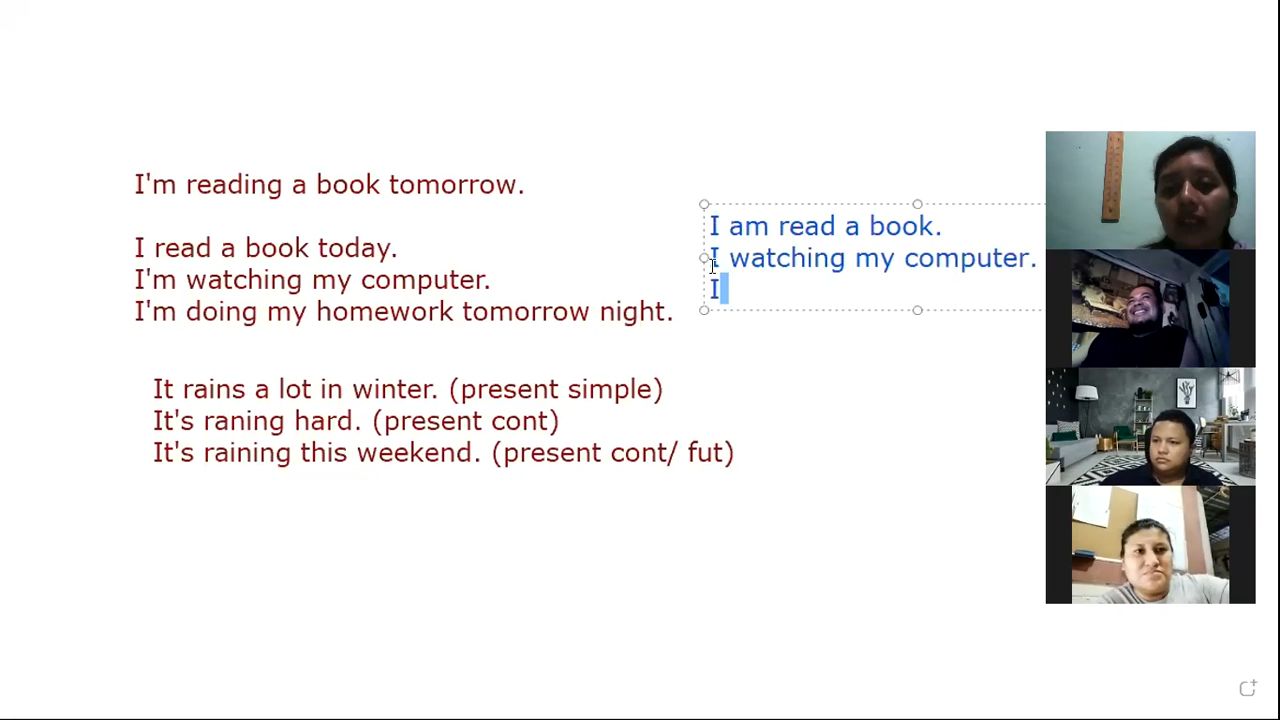 I'm reading a book tomorrow.
I read a book today.
I'm watching my computer.
I'm doing my homework tomorrow night.
It rains a lot in winter. (present simple)
It's raning hard. (present cont)
It's raining this weekend. (present cont/ fut)
I am read a book.
I watching my computer.
I